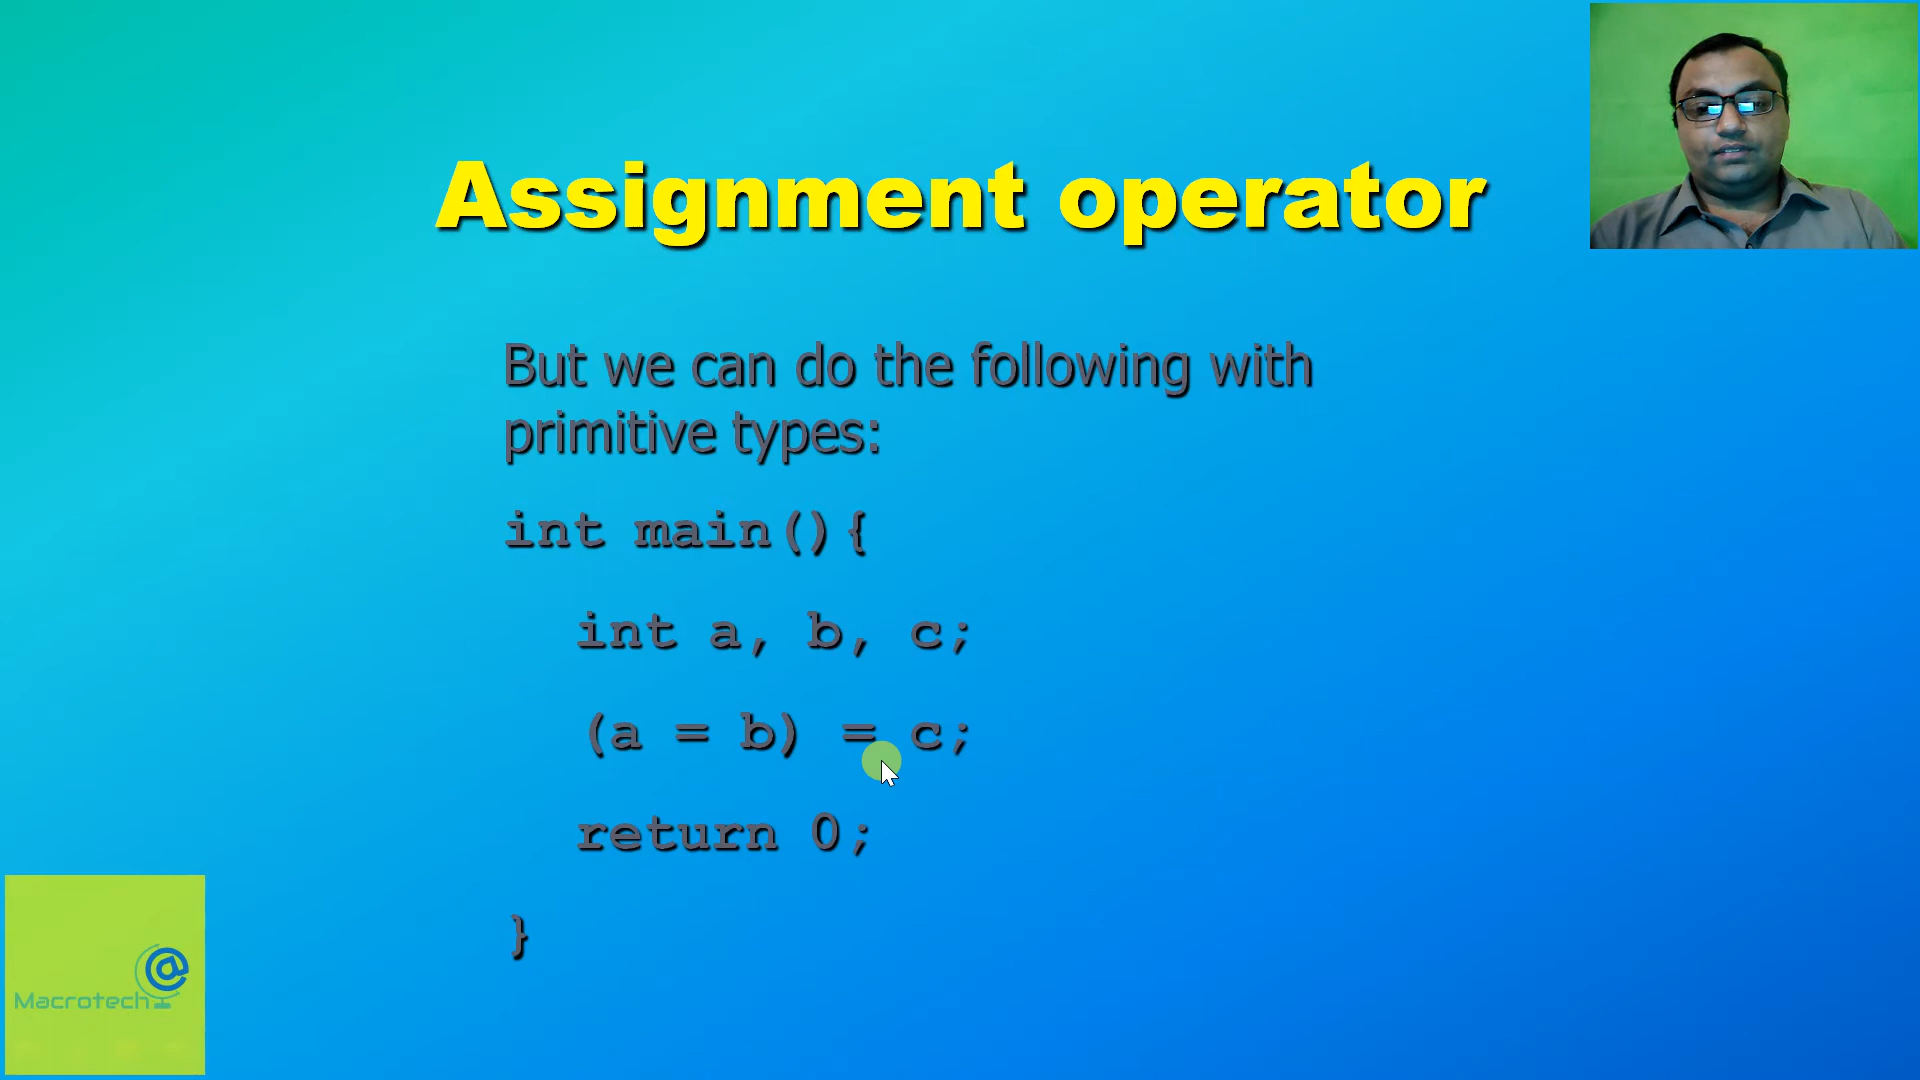 Assignment operator
But we can do the following with
primitive types:
int main(){
int a, b, c;
(a = b) = c;
return 0;
}
@
Macrotech